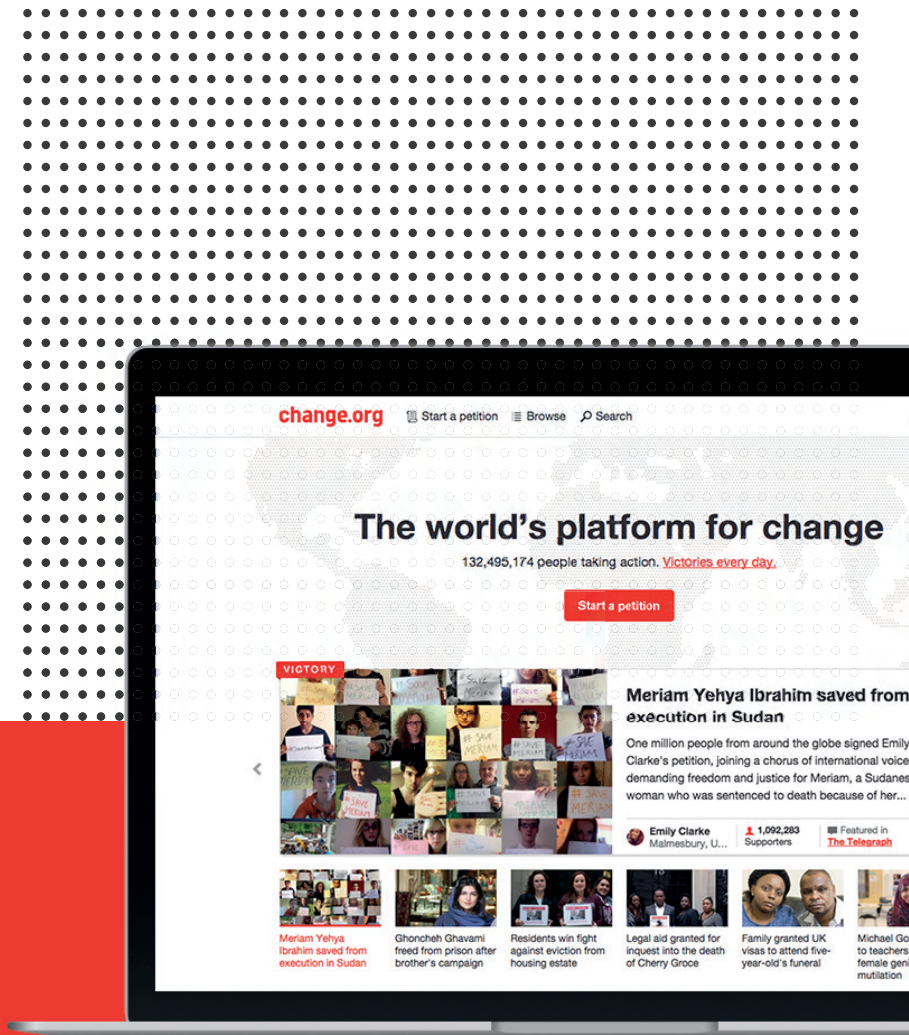 change.org Start a petition Browse Search
The world's platform for change
132,495,174 people taking action. Victories every day.
Start a petition
VICTORY
Meriam Yehya Ibrahim saved from
execution in Sudan
One million people from around the globe signed Emily
Clarke's petition, joining a chorus of international voice
demanding freedom and justice for Meriam, a Sudanes
woman who was sentenced to death because of her...
Emily Clarke
Malmesbury, U...
1,092,283
Supporters
Featured in
The Telegraph
Meriam Yehya
Ibrahim saved from
execution in Sudan
Ghoncheh Ghavami
freed from prison after
brother's campaign
Residents win fight
against eviction from
housing estate
Legal aid granted for
inquest into the death
of Cherry Groce
Family granted UK
visas to attend five-
year-old's funeral
Michael Go
to teachers
female geni
mutilation